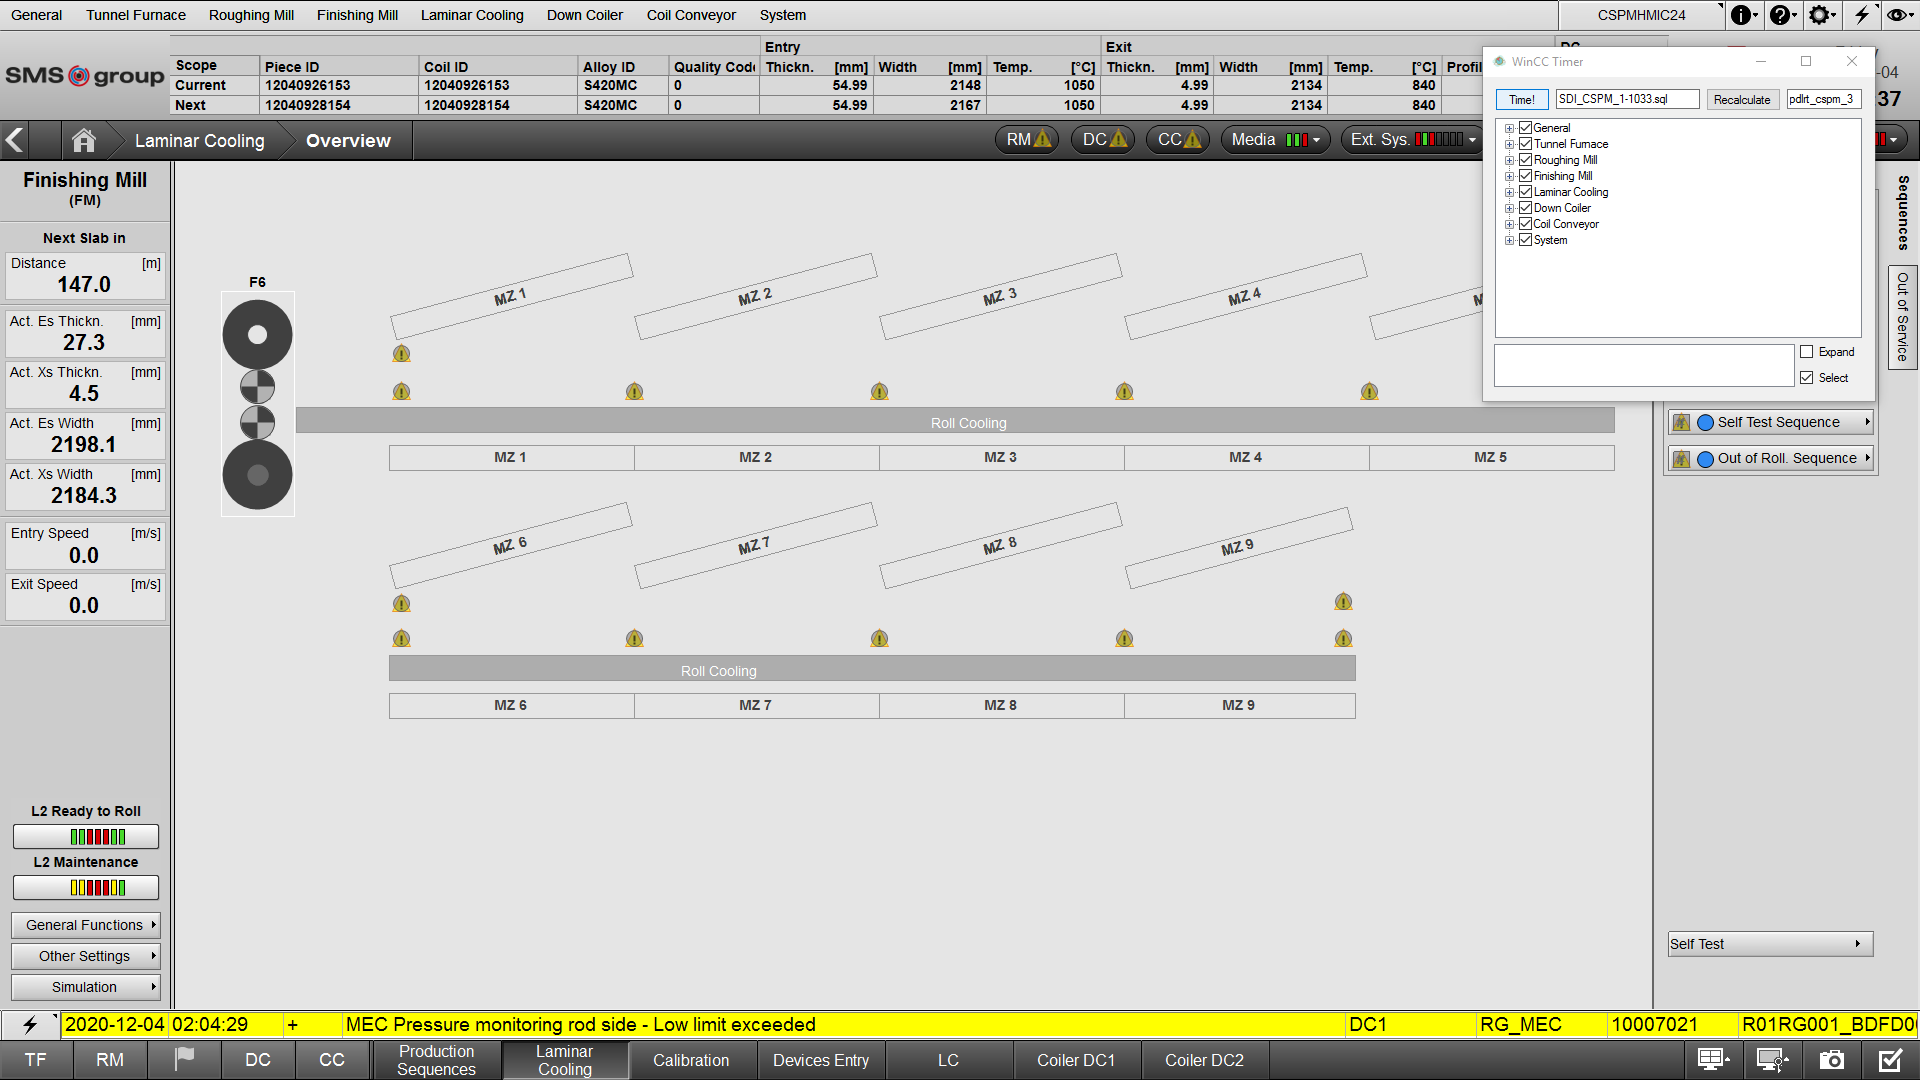 General Tunnel Furnace Roughing Mill Finishing Mill Laminar Cooling Down Coiler Coil Conveyor System CSPMHMIC24
SMS group
Entry Exit
Scope Piece ID Coil ID Alloy ID Quality Code Thickn. [mm] Width [mm] Temp. [°C] Thickn. [mm] Width [mm] Temp. [°C] Profil
Current 12040926153 12040926153 S420MC 0 54.99 2148 1050 4.99 2134 840
Next 12040928154 12040928154 S420MC 0 54.99 2167 1050 4.99 2134 840
-04
37
Laminar Cooling Overview RM DC CC Media Ext. Sys.
WinCC Timer
Time! SDI_CSPM_1-1033.sql Recalculate pdlrt_cspm_3
General
Tunnel Furnace
Roughing Mill
Finishing Mill
Laminar Cooling
Down Coiler
Coil Conveyor
System
Expand
Select
Sequences
Out of Service
Finishing Mill
(FM)
Next Slab in
Distance [m]
147.0
Act. Es Thickn. [mm]
27.3
Act. Xs Thickn. [mm]
4.5
Act. Es Width [mm]
2198.1
Act. Xs Width [mm]
2184.3
Entry Speed [m/s]
0.0
Exit Speed [m/s]
0.0
L2 Ready to Roll
L2 Maintenance
General Functions
Other Settings
Simulation
F6
MZ 1 MZ 2 MZ 3 MZ 4
Roll Cooling
MZ 1 MZ 2 MZ 3 MZ 4 MZ 5
MZ 6 MZ 7 MZ 8 MZ 9
Roll Cooling
MZ 6 MZ 7 MZ 8 MZ 9
Self Test Sequence
Out of Roll. Sequence
Self Test
2020-12-04 02:04:29 + MEC Pressure monitoring rod side - Low limit exceeded DC1 RG_MEC 10007021 R01RG001_BDFD0
TF RM DC CC Production Sequences Laminar Cooling Calibration Devices Entry LC Coiler DC1 Coiler DC2